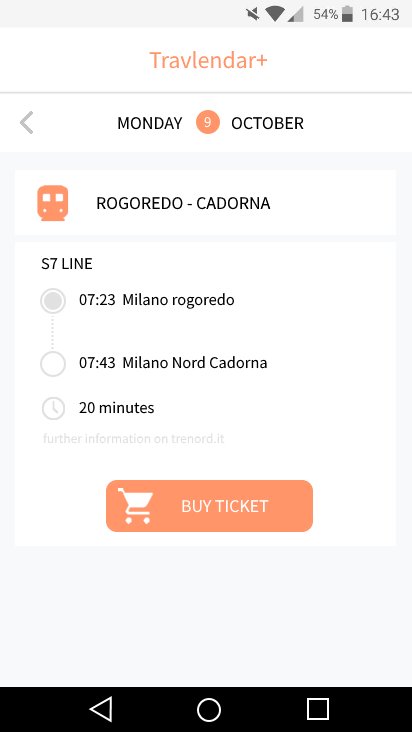 54% 16:43
Travlendar+
MONDAY 9 OCTOBER
ROGOREDO - CADORNA
S7 LINE
07:23 Milano rogoredo
07:43 Milano Nord Cadorna
20 minutes
further information on trenord.it
BUY TICKET